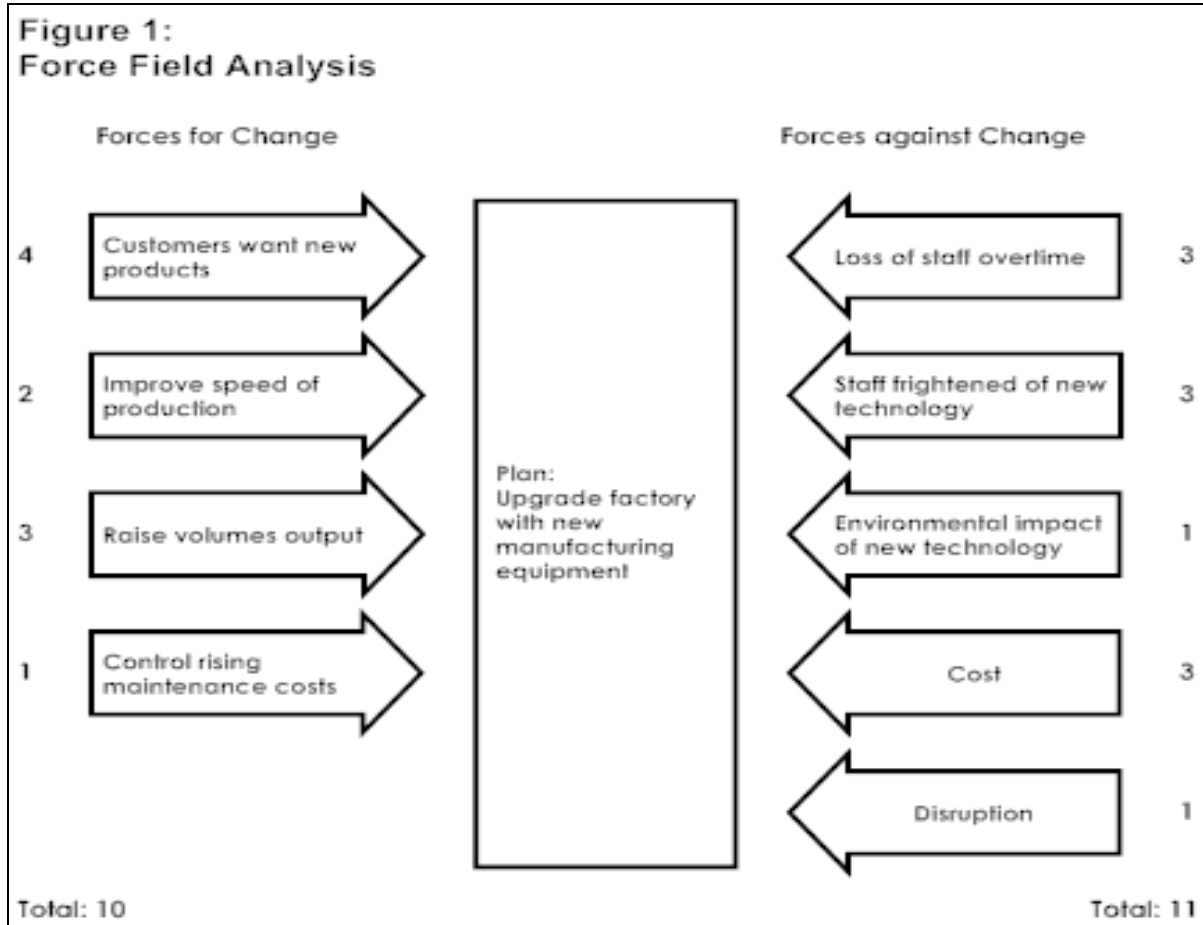 Figure 1:
Force Field Analysis
Forces for Change
Forces against Change
4
Customers want new
products
Loss of staff overtime
3
2
Improve speed of
production
Staff frightened of new
technology
3
Plan:
Upgrade factory
with new
manufacturing
equipment
3
Raise volumes output
Environmental impact
of new technology
1
1
Control rising
maintenance costs
Cost
3
Disruption
1
Total: 10
Total: 11